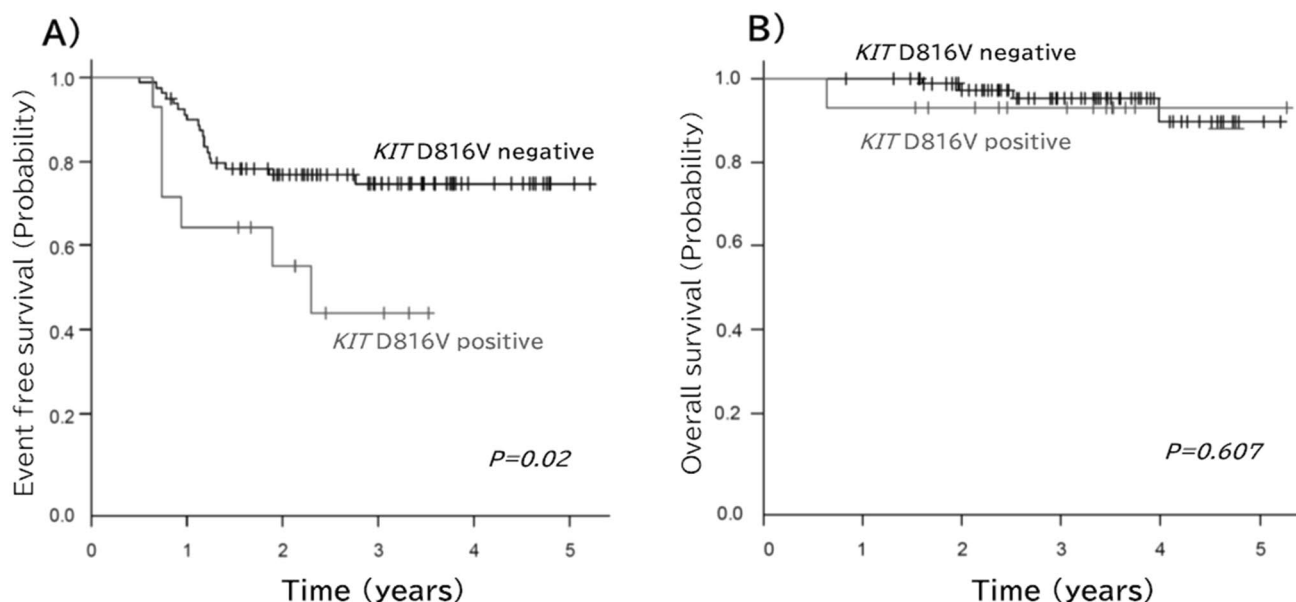 A)
Event free survival (Probability)
1.0
0.8
0.6
0.4
0.2
0.0
KIT D816V negative
KIT D816V positive
P=0.02
0 1 2 3 4 5
Time (years)
B)
Overall survival (Probability)
1.0
0.8
0.6
0.4
0.2
0.0
KIT D816V negative
KIT D816V positive
P=0.607
0 1 2 3 4 5
Time (years)